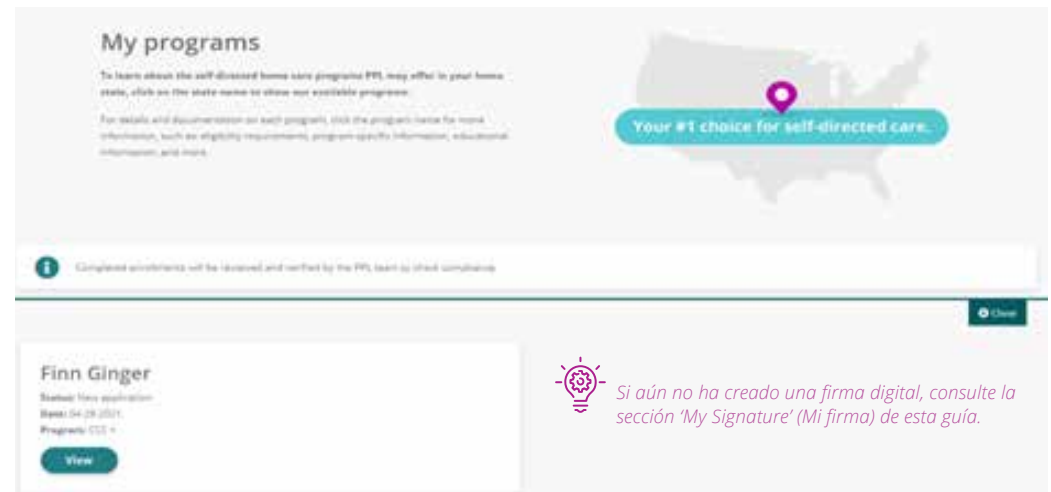 My programs
To learn about the self-directed home care programs PPL may offer in your home
state, click on the state name to show our available programs.
For details and documentation on each program, click the program name for more
information, such as eligibility requirements, program-specific information, educational
information, and more.
Your #1 choice for self-directed care.
Completed enrollments will be reviewed and verified by the PPL team to check compliance
Close
Finn Ginger
Status: New application
Date: 04-28-2021
Program:
View
Si aún no ha creado una firma digital, consulte la
sección ‘My Signature’ (Mi firma) de esta guía.